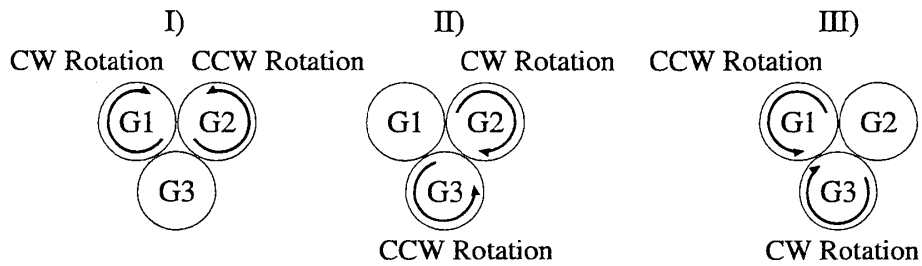 I) II) III)
CW Rotation CCW Rotation CW Rotation CCW Rotation
G1 G2 G1 G2 G1 G2
G3 G3 G3
CCW Rotation CW Rotation